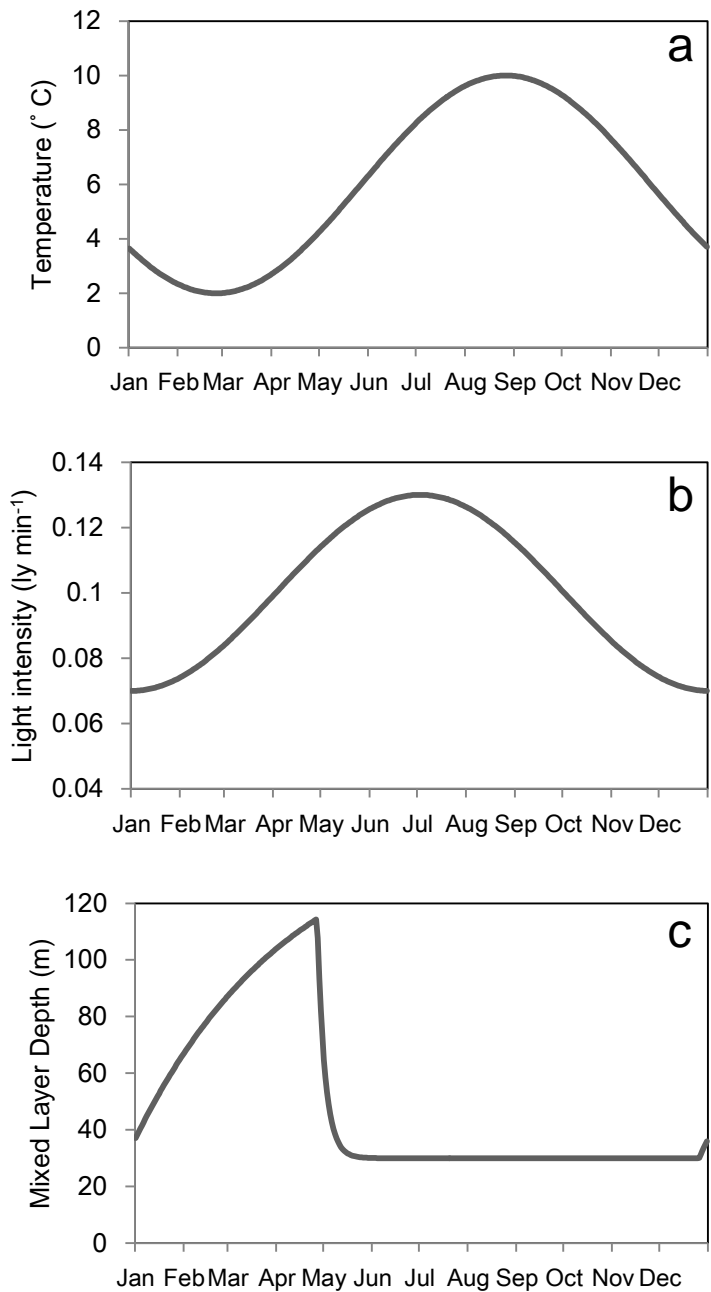 a
Temperature (˚ C)
12
10
8
6
4
2
0
Jan Feb Mar Apr May Jun Jul Aug Sep Oct Nov Dec
b
Light intensity (ly min⁻¹)
0.14
0.12
0.1
0.08
0.06
0.04
Jan Feb Mar Apr May Jun Jul Aug Sep Oct Nov Dec
c
Mixed Layer Depth (m)
120
100
80
60
40
20
0
Jan Feb Mar Apr May Jun Jul Aug Sep Oct Nov Dec